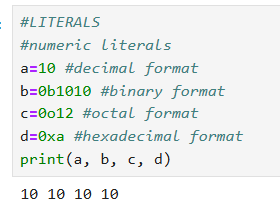 #LITERALS
#numeric literals
a=10 #decimal format
b=0b1010 #binary format
c=0o12 #octal format
d=0xa #hexadecimal format
print(a, b, c, d)
10 10 10 10